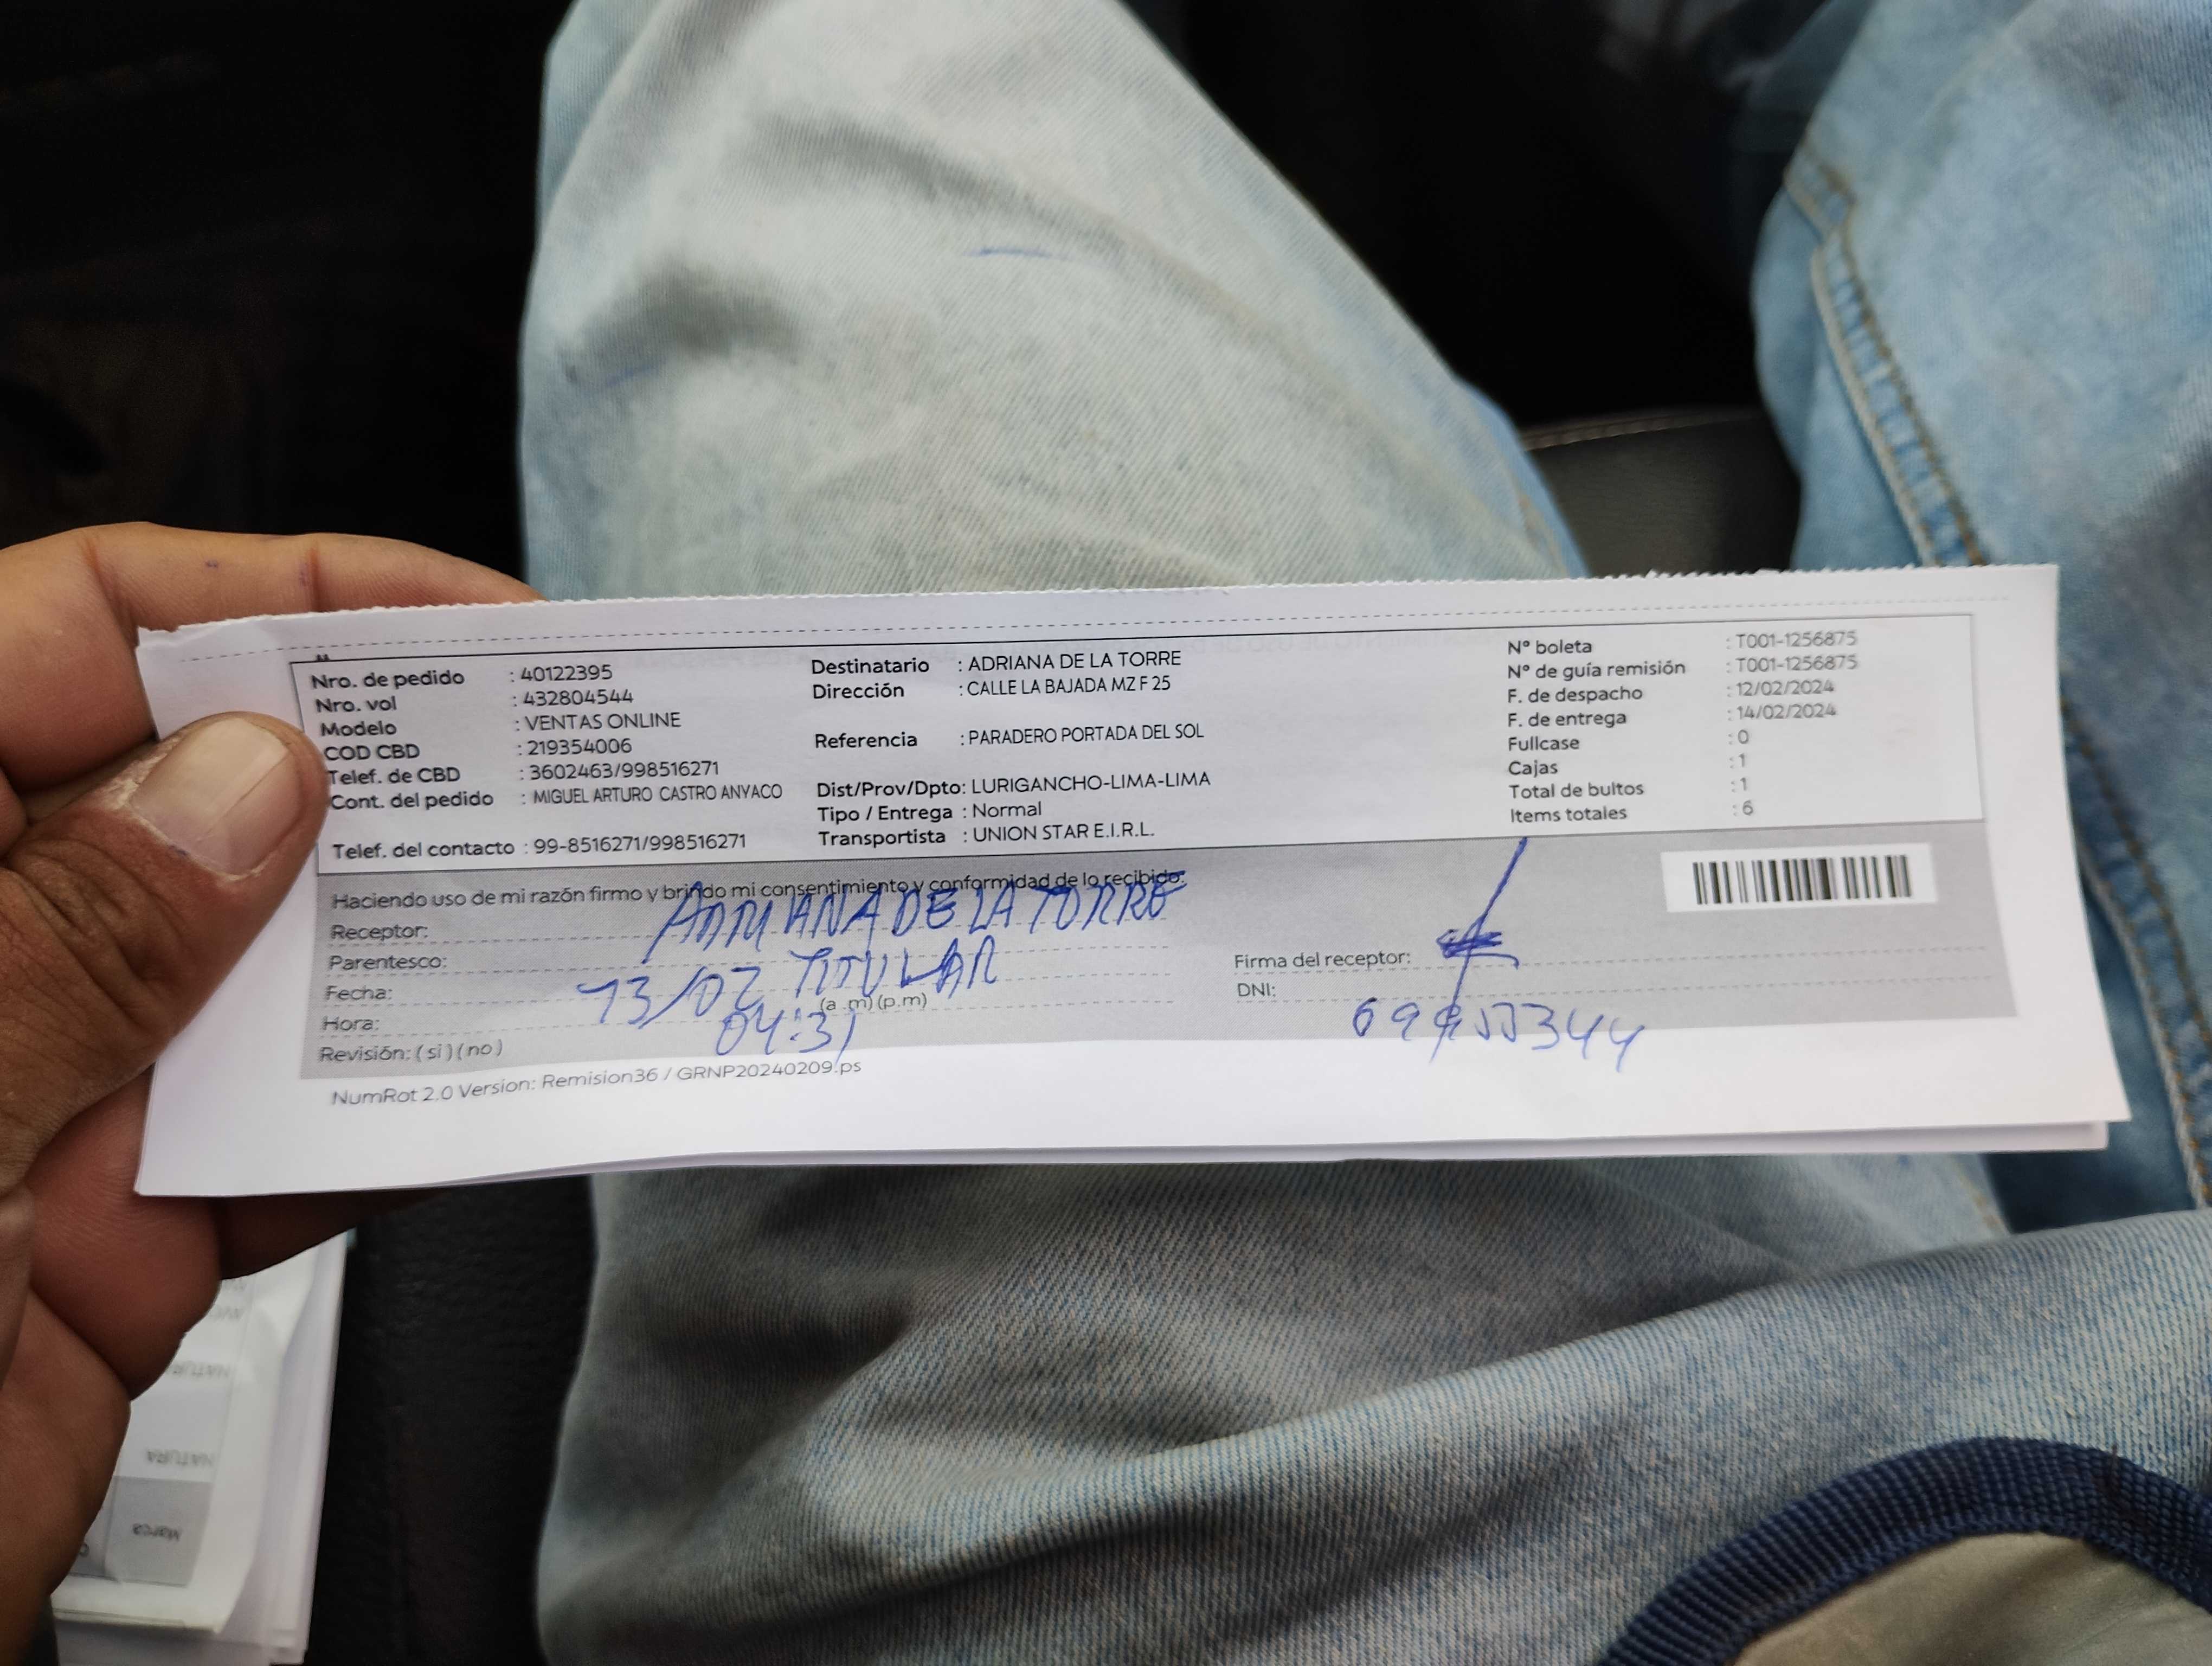 Nro. de pedido : 40122395
Nro. vol : 432804544
Modelo : VENTAS ONLINE
COD CBD : 219354006
Telef. de CBD : 3602463/998516271
Cont. del pedido : MIGUEL ARTURO CASTRO ANYACO
Telef. del contacto : 99-8516271/998516271
Destinatario : ADRIANA DE LA TORRE
Dirección : CALLE LA BAJADA MZ F 25
Referencia : PARADERO PORTADA DEL SOL
Dist/Prov/Dpto: LURIGANCHO-LIMA-LIMA
Tipo / Entrega : Normal
Transportista : UNION STAR E.I.R.L.
Nº boleta : T001-1256875
Nº de guía remisión : T001-1256875
F. de despacho : 12/02/2024
F. de entrega : 14/02/2024
Fullcase : 0
Cajas : 1
Total de bultos : 1
Items totales : 6
Haciendo uso de mi razón firmo y brindo mi consentimiento y conformidad de lo recibido:
Receptor: ADRIANA DE LA TORRE
Parentesco: TITULAR
Fecha: 13/02
Hora: 04:31 (a .m) (p.m)
Revisión: ( si ) ( no )
Firma del receptor:
DNI:
NumRot 2.0 Version: Remision36 / GRNP20240209.ps
NATURA
NATURA
Marca